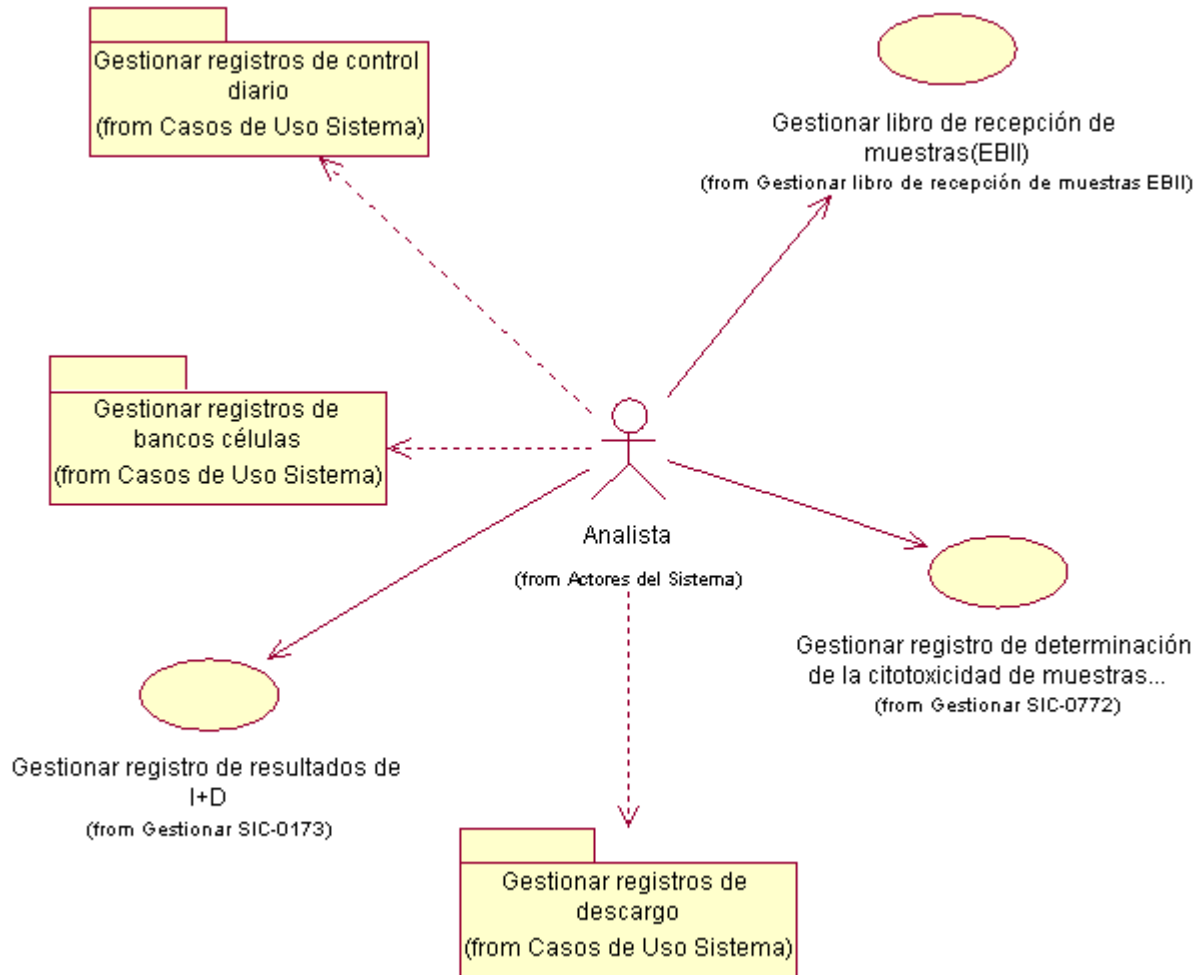 Gestionar registros de control
diario
(from Casos de Uso Sistema)
Gestionar libro de recepción de
muestras(EBII)
(from Gestionar libro de recepción de muestras EBII)
Gestionar registros de
bancos células
(from Casos de Uso Sistema)
Analista
(from Actores del Sistema)
Gestionar registro de determinación
de la citotoxicidad de muestras...
(from Gestionar SIC-0772)
Gestionar registro de resultados de
I+D
(from Gestionar SIC-0173)
Gestionar registros de
descargo
(from Casos de Uso Sistema)